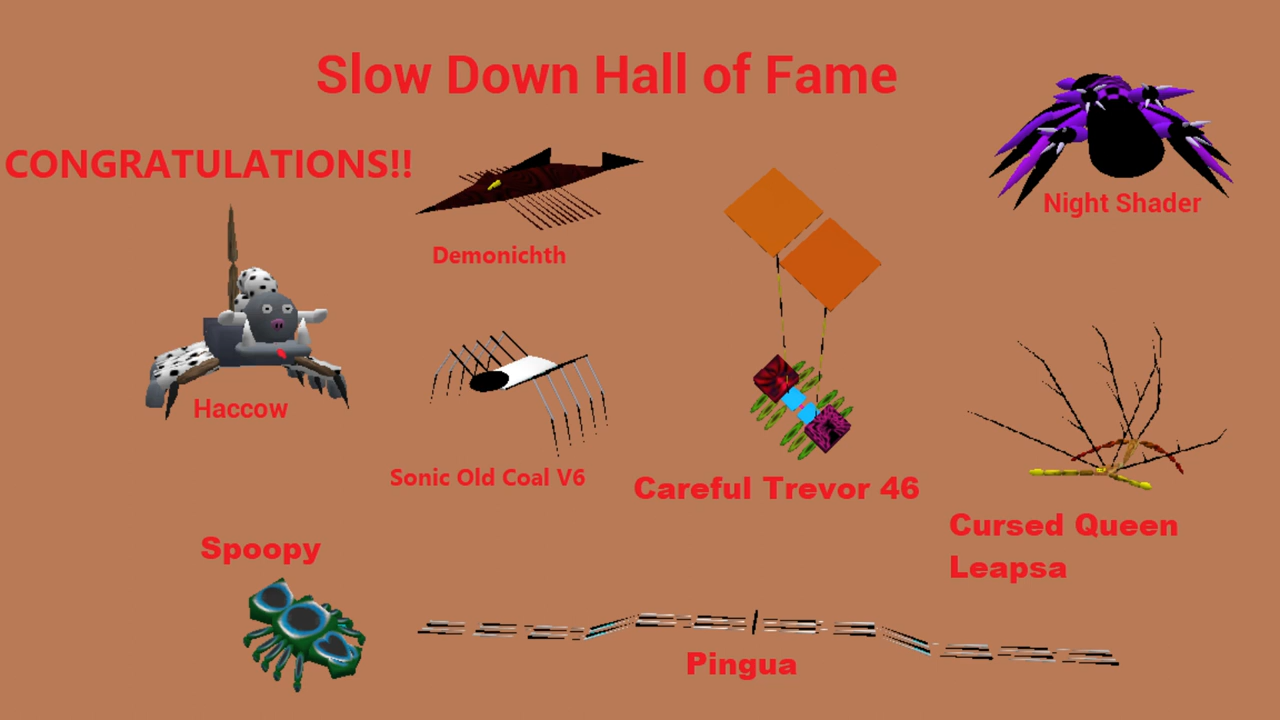 Slow Down Hall of Fame
CONGRATULATIONS!!
Night Shader
Demonichth
Haccow
Sonic Old Coal V6
Careful Trevor 46
Cursed Queen
Leapsa
Spoopy
Pingua